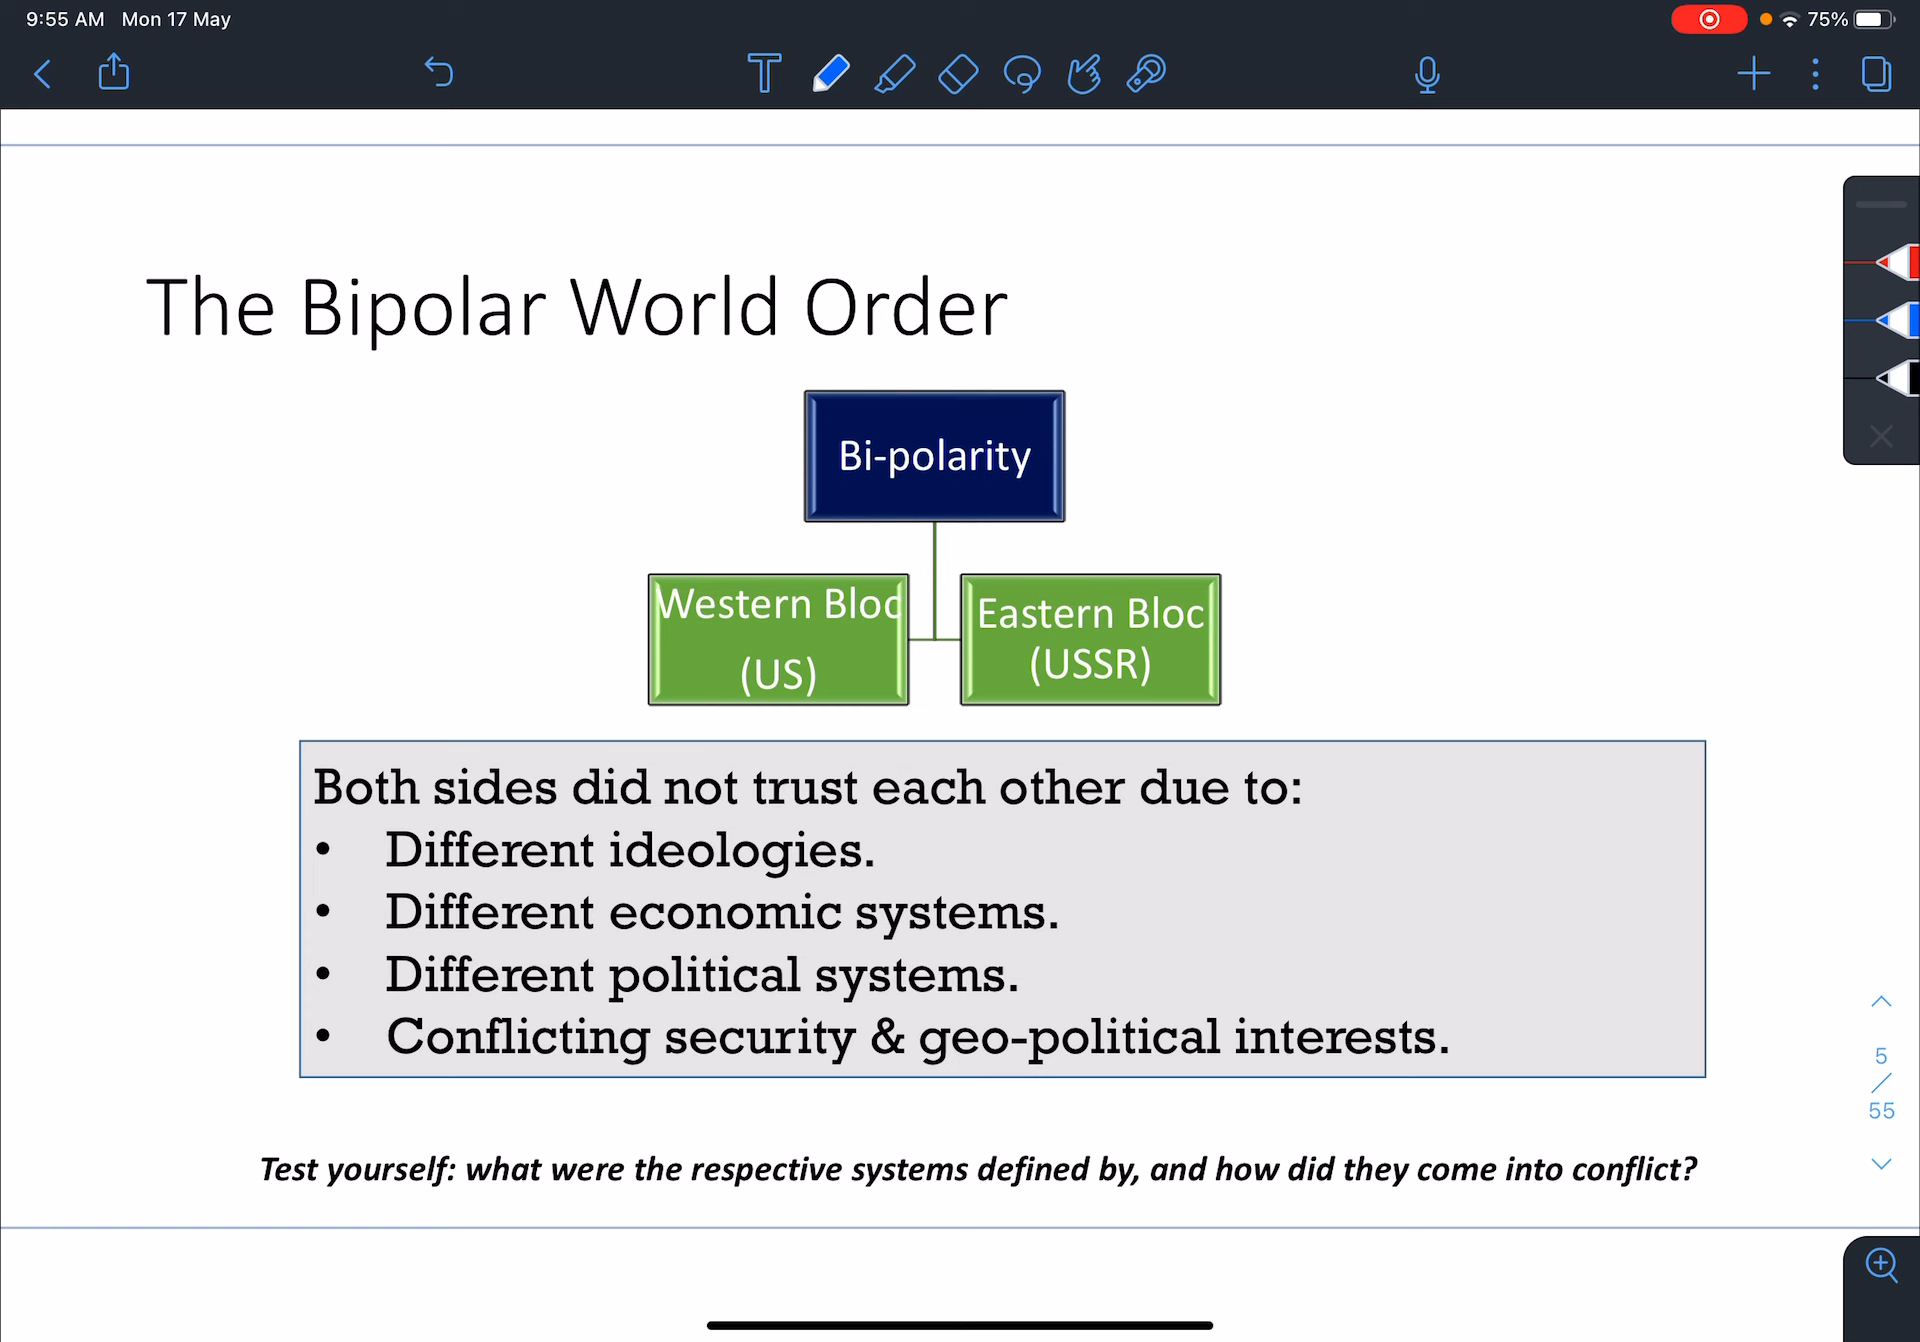 9:55 AM Mon 17 May
75%
The Bipolar World Order
Bi-polarity
Western Bloc
(US)
Eastern Bloc
(USSR)
Both sides did not trust each other due to:
• Different ideologies.
• Different economic systems.
• Different political systems.
• Conflicting security & geo-political interests.
5
/
55
Test yourself: what were the respective systems defined by, and how did they come into conflict?